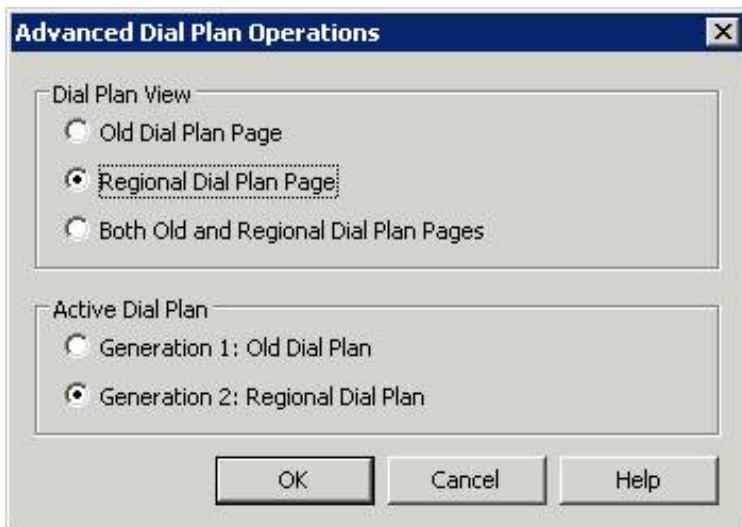 Advanced Dial Plan Operations
Dial Plan View
Old Dial Plan Page
Regional Dial Plan Page
Both Old and Regional Dial Plan Pages
Active Dial Plan
Generation 1: Old Dial Plan
Generation 2: Regional Dial Plan
OK Cancel Help